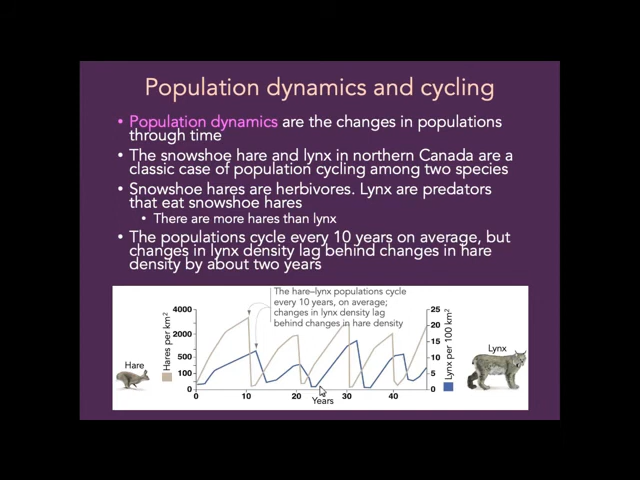 Population dynamics and cycling
• Population dynamics are the changes in populations
through time
• The snowshoe hare and lynx in northern Canada are a
classic case of population cycling among two species
• Snowshoe hares are herbivores. Lynx are predators
that eat snowshoe hares
• There are more hares than lynx
• The populations cycle every 10 years on average, but
changes in lynx density lag behind changes in hare
density by about two years
The hare–lynx populations cycle
every 10 years, on average;
changes in lynx density lag
behind changes in hare density
Hare
Hares per km²
4000
2000
500
100
0
0 10 20 30 40
Years
25
20
15
10
5
0
Lynx per 100 km²
Lynx